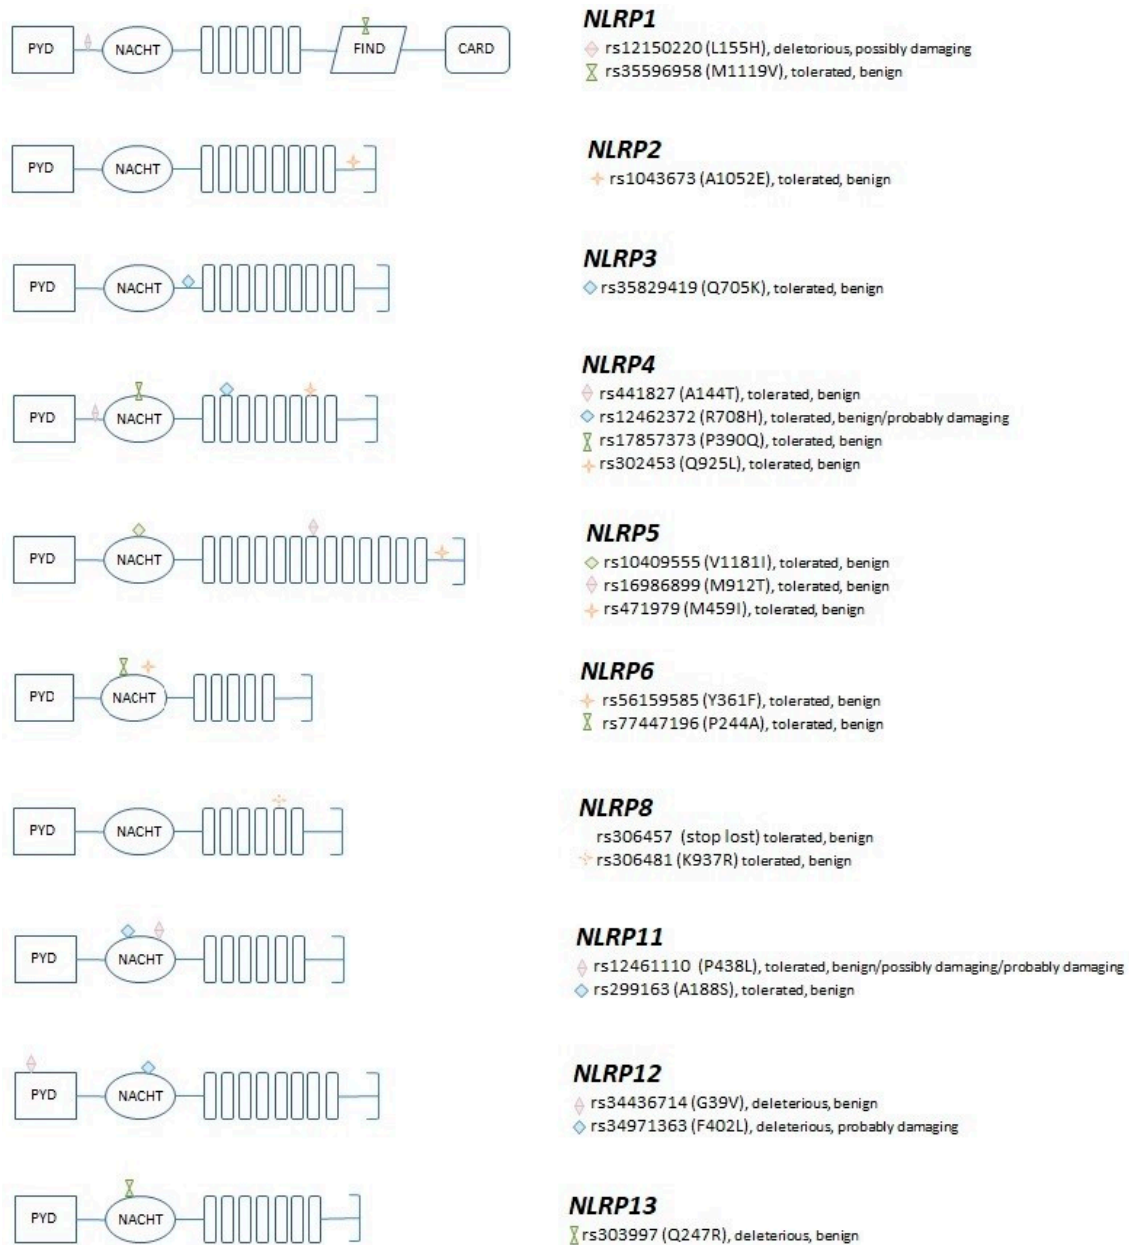 NLRP1
PYD NACHT FIND CARD
rs12150220 (L155H), deletorious, possibly damaging
rs35596958 (M1119V), tolerated, benign
NLRP2
PYD NACHT
rs1043673 (A1052E), tolerated, benign
NLRP3
PYD NACHT
rs35829419 (Q705K), tolerated, benign
NLRP4
rs441827 (A144T), tolerated, benign
PYD NACHT
rs12462372 (R708H), tolerated, benign/probably damaging
rs17857373 (P390Q), tolerated, benign
rs302453 (Q925L), tolerated, benign
NLRP5
PYD NACHT
rs10409555 (V1181I), tolerated, benign
rs16986899 (M912T), tolerated, benign
rs471979 (M459I), tolerated, benign
NLRP6
PYD NACHT
rs56159585 (Y361F), tolerated, benign
rs77447196 (P244A), tolerated, benign
NLRP8
PYD NACHT
rs306457 (stop lost) tolerated, benign
rs306481 (K937R) tolerated, benign
NLRP11
PYD NACHT
rs12461110 (P438L), tolerated, benign/possibly damaging/probably damaging
rs299163 (A188S), tolerated, benign
NLRP12
PYD NACHT
rs34436714 (G39V), deleterious, benign
rs34971363 (F402L), deleterious, probably damaging
NLRP13
PYD NACHT
rs303997 (Q247R), deleterious, benign